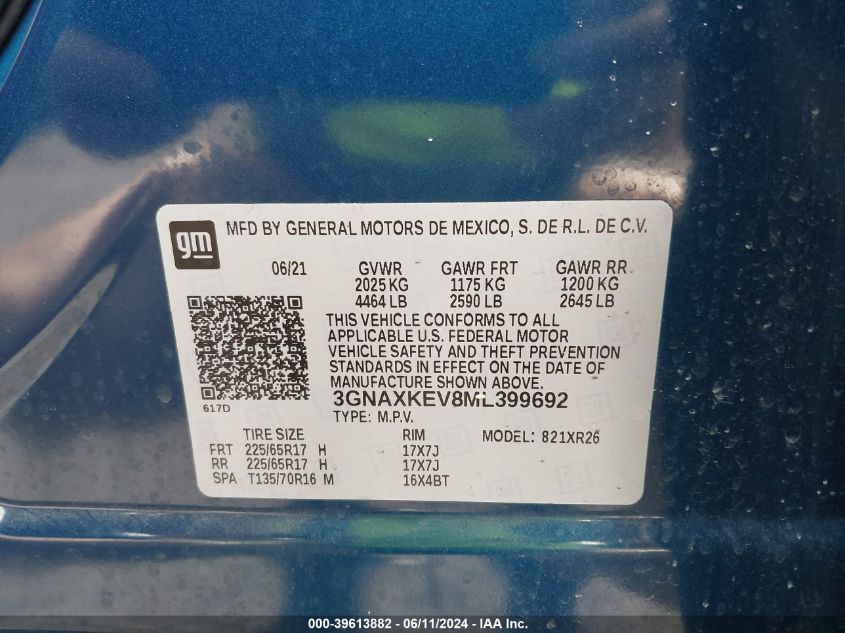 gm
MFD BY GENERAL MOTORS DE MEXICO, S. DE R.L. DE C.V.
06/21 GVWR GAWR FRT GAWR RR
2025 KG 1175 KG 1200 KG
4464 LB 2590 LB 2645 LB
THIS VEHICLE CONFORMS TO ALL
APPLICABLE U.S. FEDERAL MOTOR
VEHICLE SAFETY AND THEFT PREVENTION
STANDARDS IN EFFECT ON THE DATE OF
MANUFACTURE SHOWN ABOVE.
617D
3GNAXKEV8ML399692
TYPE: M.P.V.
TIRE SIZE RIM MODEL: 821XR26
FRT 225/65R17 H 17X7J
RR 225/65R17 H 17X7J
SPA T135/70R16 M 16X4BT
000-39613882 - 06/11/2024 - IAA Inc.